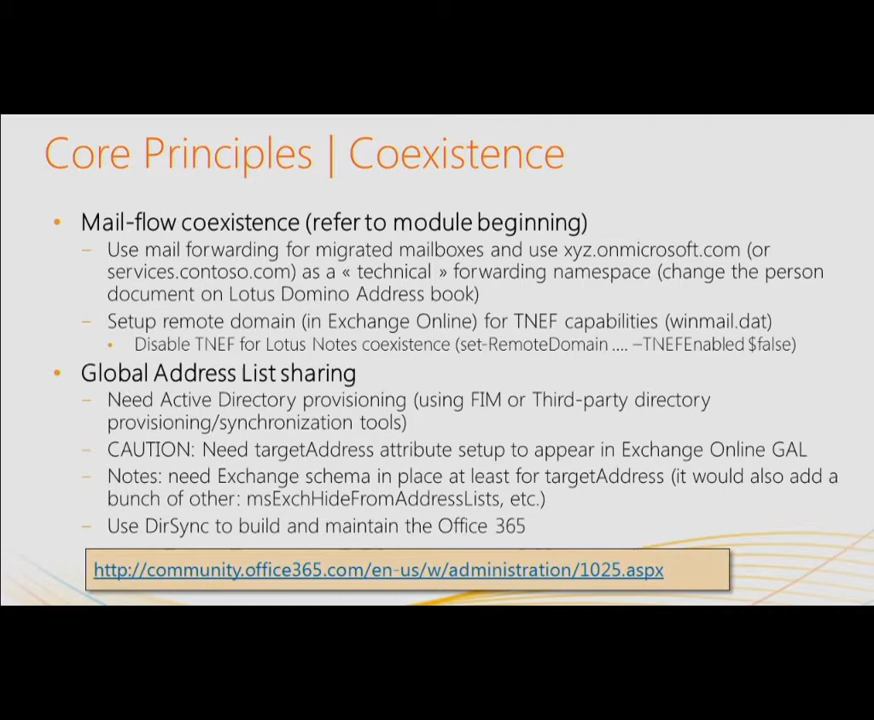 Core Principles | Coexistence
• Mail-flow coexistence (refer to module beginning)
– Use mail forwarding for migrated mailboxes and use xyz.onmicrosoft.com (or
services.contoso.com) as a « technical » forwarding namespace (change the person
document on Lotus Domino Address book)
– Setup remote domain (in Exchange Online) for TNEF capabilities (winmail.dat)
• Disable TNEF for Lotus Notes coexistence (set-RemoteDomain .... –TNEFEnabled $false)
• Global Address List sharing
– Need Active Directory provisioning (using FIM or Third-party directory
provisioning/synchronization tools)
– CAUTION: Need targetAddress attribute setup to appear in Exchange Online GAL
– Notes: need Exchange schema in place at least for targetAddress (it would also add a
bunch of other: msExchHideFromAddressLists, etc.)
– Use DirSync to build and maintain the Office 365
http://community.office365.com/en-us/w/administration/1025.aspx